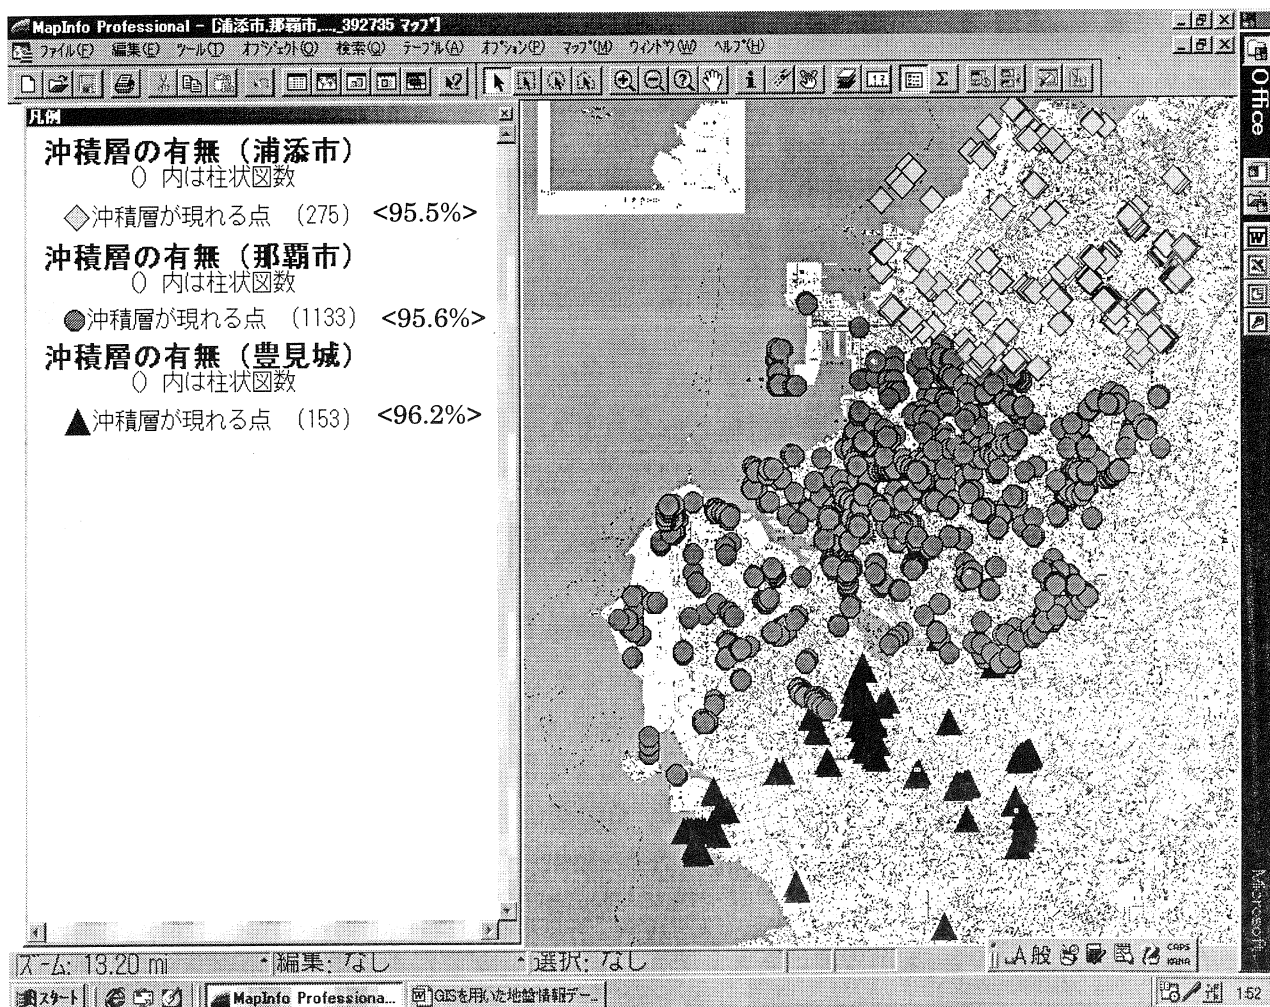 MapInfo Professional - [浦添市,那覇市,..._392735 マップ]
ファイル(F) 編集(E) ツール(T) オブジェクト(O) 検索(Q) テーブル(A) オプション(P) マップ(M) ウィンドウ(W) ヘルプ(H)
凡例
沖積層の有無（浦添市）
() 内は柱状図数
沖積層が現れる点 (275) <95.5%>
沖積層の有無（那覇市）
() 内は柱状図数
沖積層が現れる点 (1133) <95.6%>
沖積層の有無（豊見城）
() 内は柱状図数
沖積層が現れる点 (153) <96.2%>
Office
Microsoft
ズーム: 13.20 mi 編集: なし 選択: なし
A 般 CAPS KANA
スタート MapInfo Professiona... GISを用いた地盤情報デー... 1:52